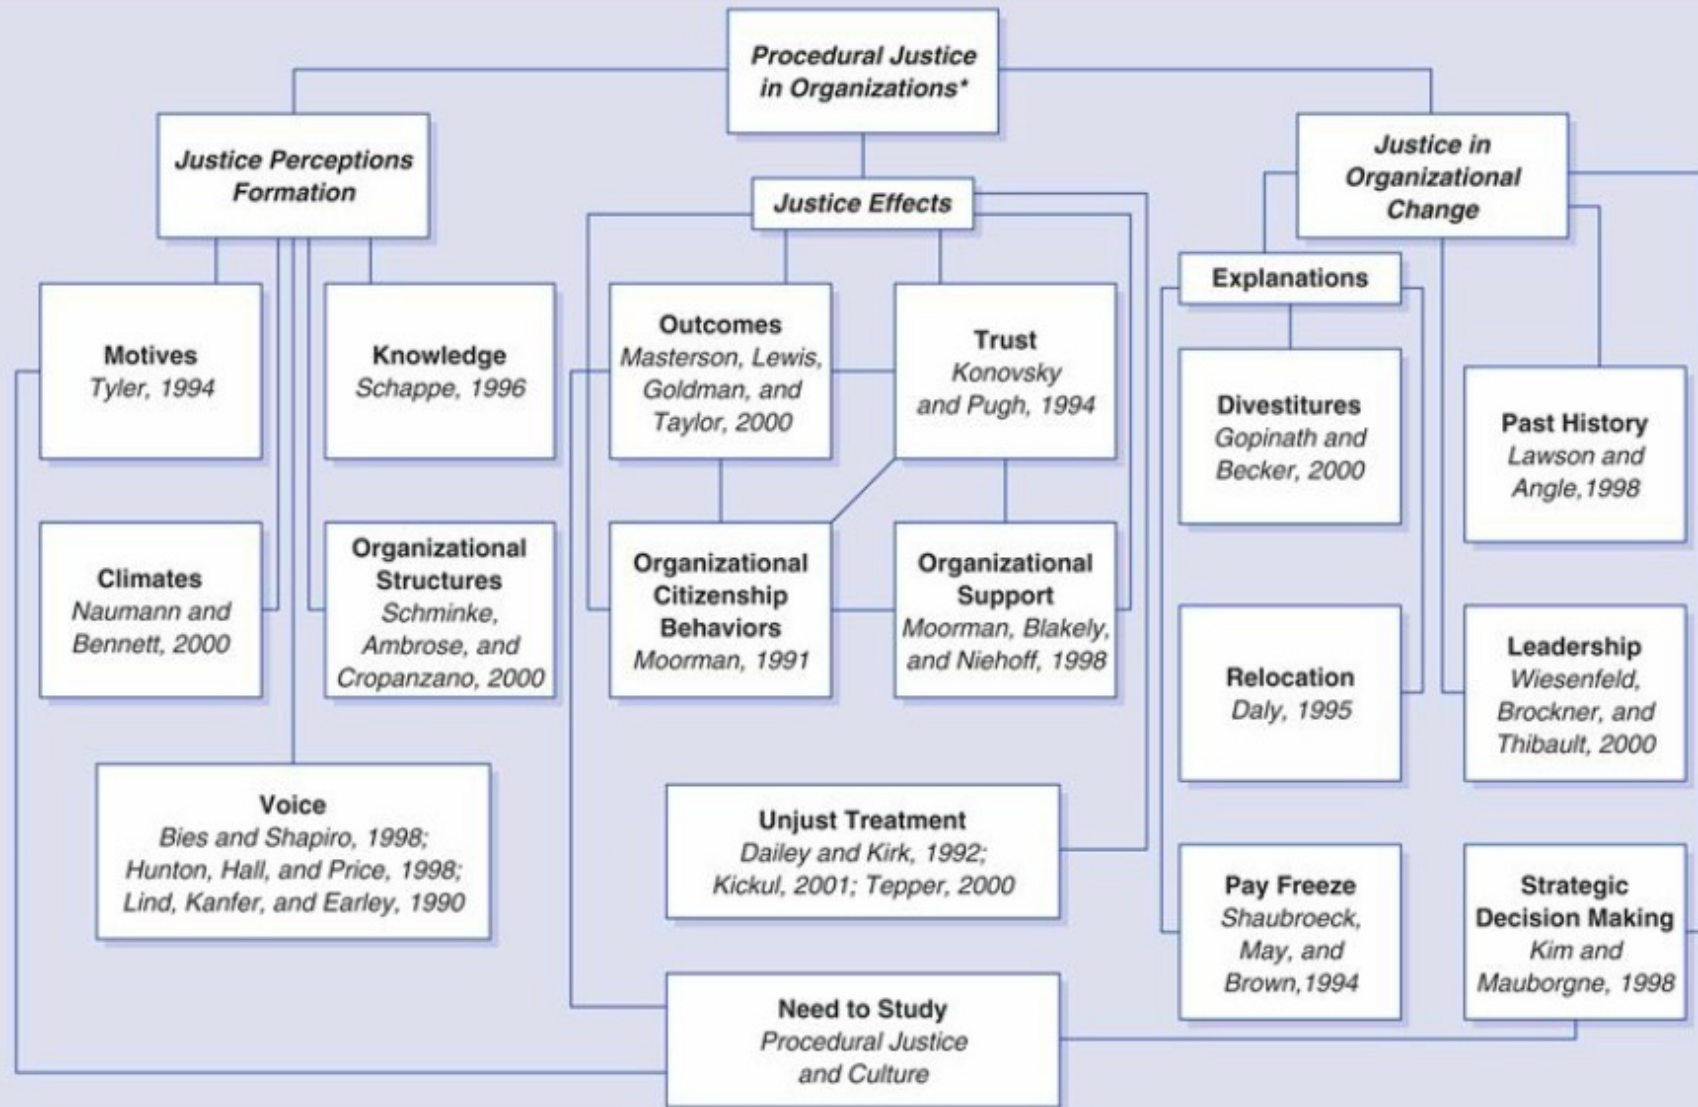 Procedural Justice
in Organizations*
Justice Perceptions
Formation
Justice Effects
Justice in
Organizational
Change
Motives
Tyler, 1994
Knowledge
Schappe, 1996
Climates
Naumann and
Bennett, 2000
Organizational
Structures
Schminke,
Ambrose, and
Cropanzano, 2000
Voice
Bies and Shapiro, 1998;
Hunton, Hall, and Price, 1998;
Lind, Kanfer, and Earley, 1990
Outcomes
Masterson, Lewis,
Goldman, and
Taylor, 2000
Trust
Konovsky
and Pugh, 1994
Organizational
Citizenship
Behaviors
Moorman, 1991
Organizational
Support
Moorman, Blakely,
and Niehoff, 1998
Unjust Treatment
Dailey and Kirk, 1992;
Kickul, 2001; Tepper, 2000
Need to Study
Procedural Justice
and Culture
Explanations
Divestitures
Gopinath and
Becker, 2000
Relocation
Daly, 1995
Pay Freeze
Shaubroeck,
May, and
Brown,1994
Past History
Lawson and
Angle,1998
Leadership
Wiesenfeld,
Brockner, and
Thibault, 2000
Strategic
Decision Making
Kim and
Mauborgne, 1998